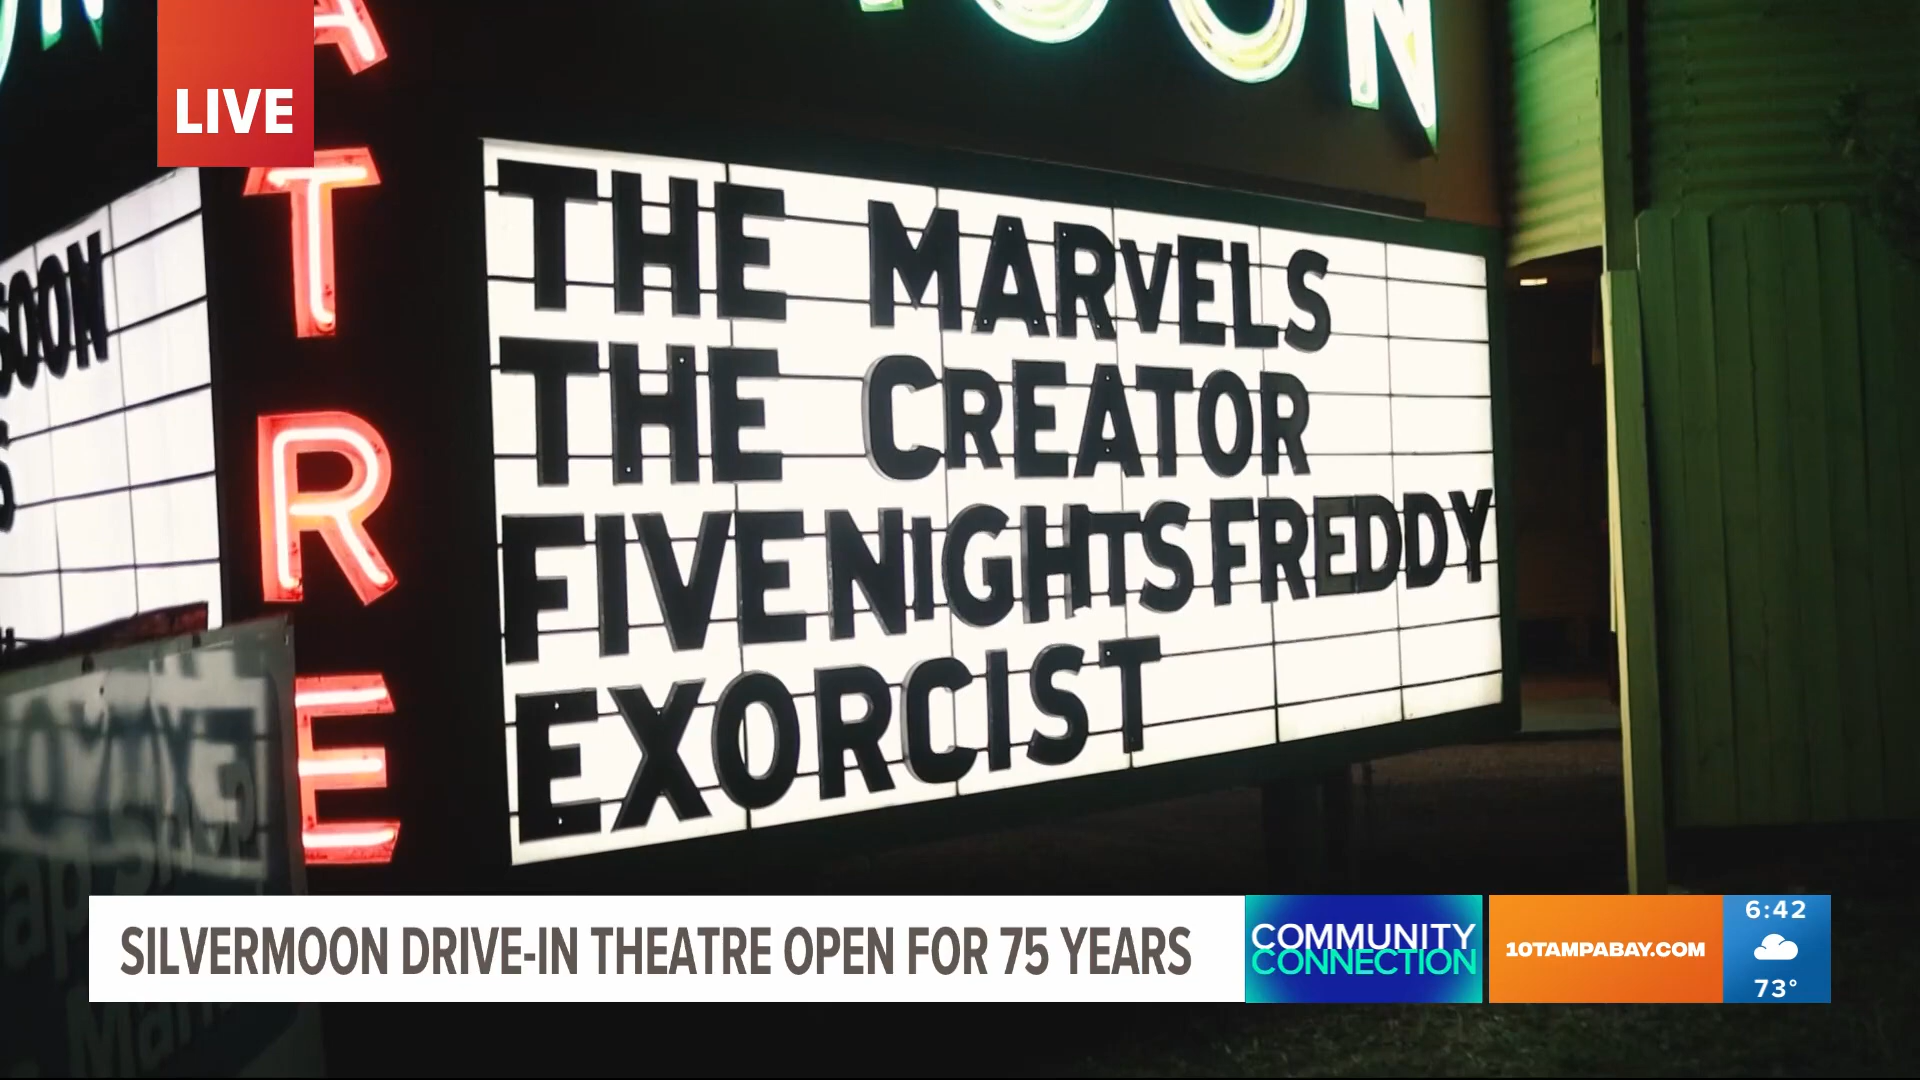 LIVE
OON
SOON
S
A
T
R
E
THE MARVELS
THE CREATOR
FIVE NIGHTS FREDDY
EXORCIST
SILVERMOON DRIVE-IN THEATRE OPEN FOR 75 YEARS
COMMUNITY
CONNECTION
10TAMPABAY.COM
6:42
73°